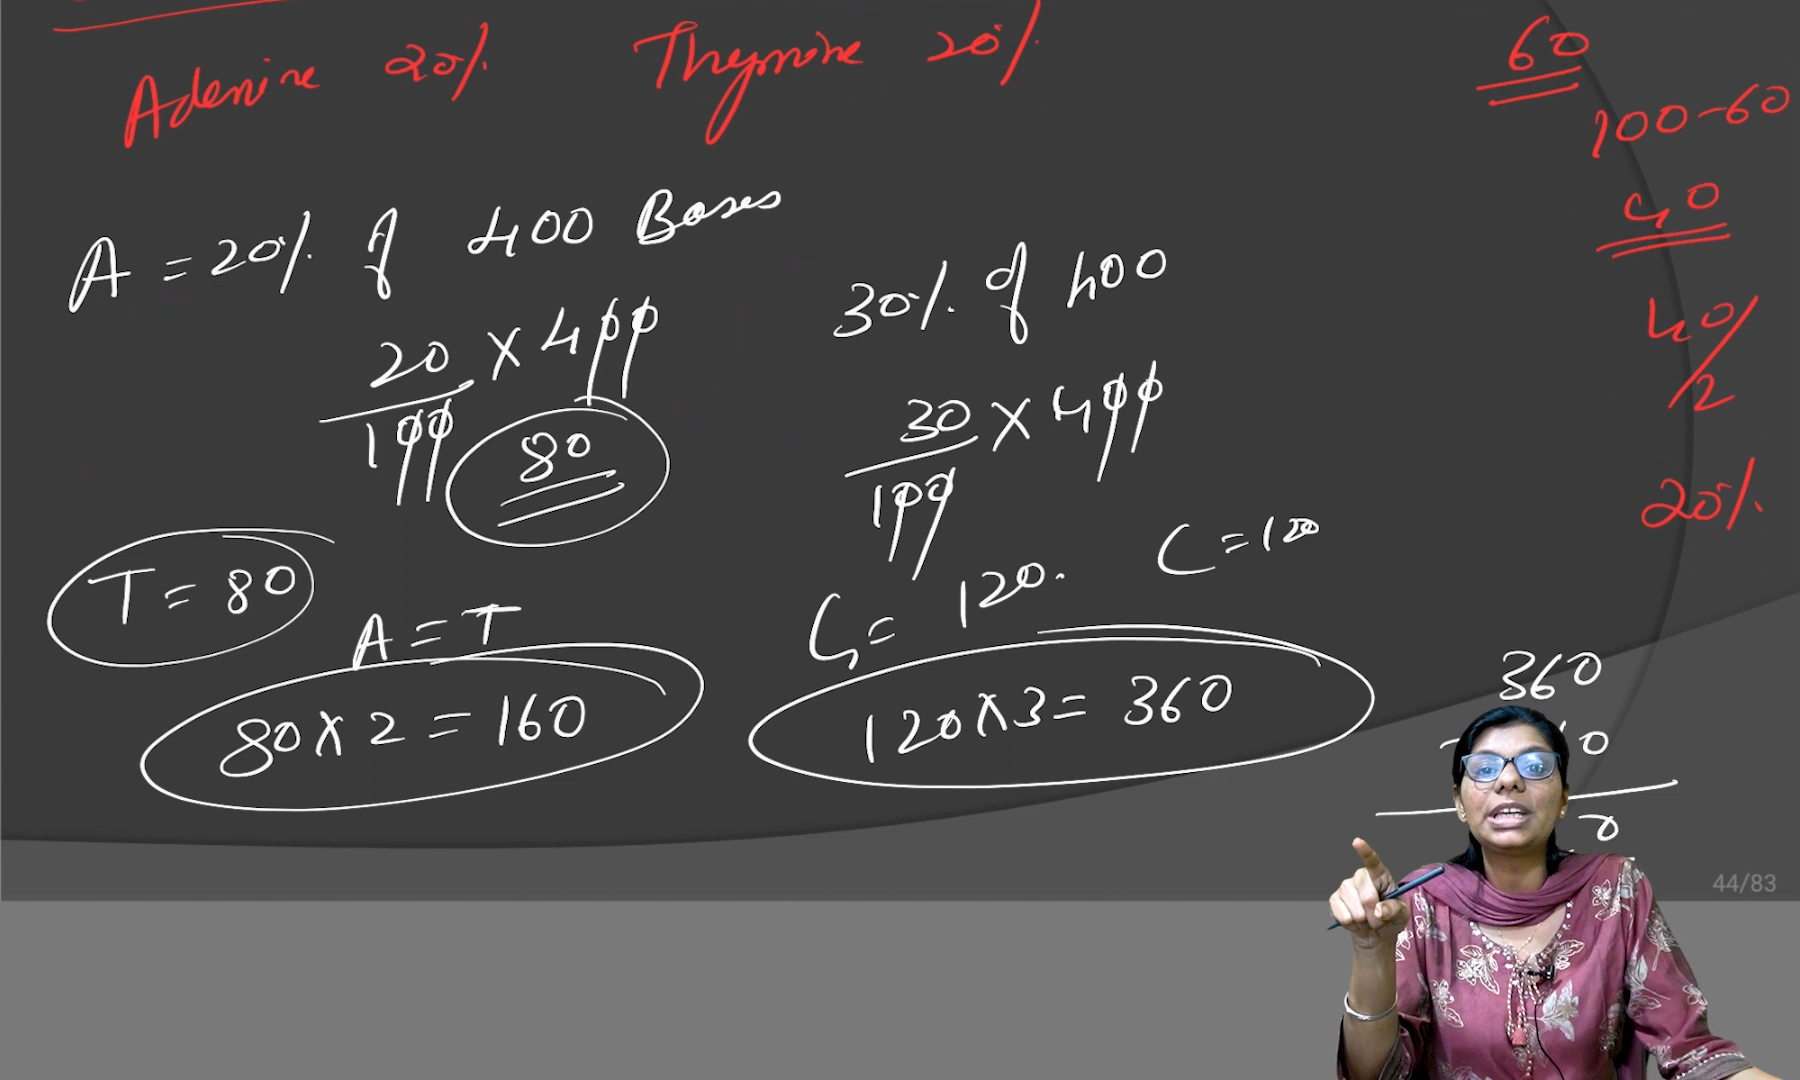 Adenine 20% Thymine 20%
60
100-60
40
40/2
20%
A = 20% of 400 Bases
20/100 × 400
80
T = 80
A = T
80 × 2 = 160
30% of 400
30/100 × 400
G = 120. C = 120
120 × 3 = 360
360
44/83